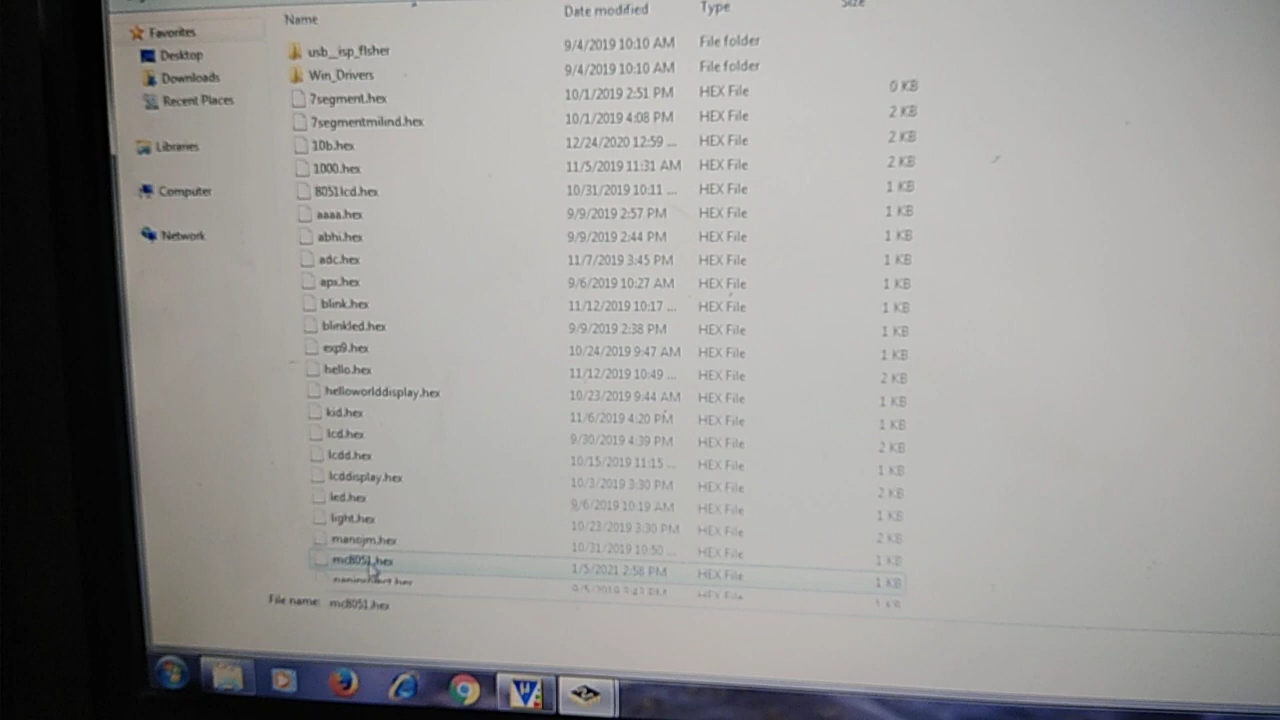 Name Date modified Type Size
Favorites
Desktop
Downloads
Recent Places
Libraries
Computer
Network
usb_isp_flsher 9/4/2019 10:10 AM File folder
Win_Drivers 9/4/2019 10:10 AM File folder
7segment.hex 10/1/2019 2:51 PM HEX File 0 KB
7segmentmilind.hex 10/1/2019 4:08 PM HEX File 2 KB
10b.hex 12/24/2020 12:59 ... HEX File 2 KB
1000.hex 11/5/2019 11:31 AM HEX File 2 KB
8051lcd.hex 10/31/2019 10:11 ... HEX File 1 KB
aaaa.hex 9/9/2019 2:57 PM HEX File 1 KB
abhi.hex 9/9/2019 2:44 PM HEX File 1 KB
adc.hex 11/7/2019 3:45 PM HEX File 1 KB
apx.hex 9/6/2019 10:27 AM HEX File 1 KB
blink.hex 11/12/2019 10:17 ... HEX File 1 KB
blinkled.hex 9/9/2019 2:38 PM HEX File 1 KB
exp9.hex 10/24/2019 9:47 AM HEX File 1 KB
hello.hex 11/12/2019 10:49 ... HEX File 2 KB
helloworlddisplay.hex 10/23/2019 9:44 AM HEX File 1 KB
kid.hex 11/6/2019 4:20 PM HEX File 1 KB
lcd.hex 9/30/2019 4:39 PM HEX File 2 KB
lcdd.hex 10/15/2019 11:15 ... HEX File 1 KB
lcddisplay.hex 10/3/2019 3:30 PM HEX File 2 KB
led.hex 9/6/2019 10:19 AM HEX File 1 KB
light.hex 10/23/2019 3:30 PM HEX File 2 KB
manojm.hex 10/31/2019 10:50 ... HEX File 1 KB
mc8051.hex 1/5/2021 2:58 PM HEX File 1 KB
HEX File 1 KB
File name: mc8051.hex